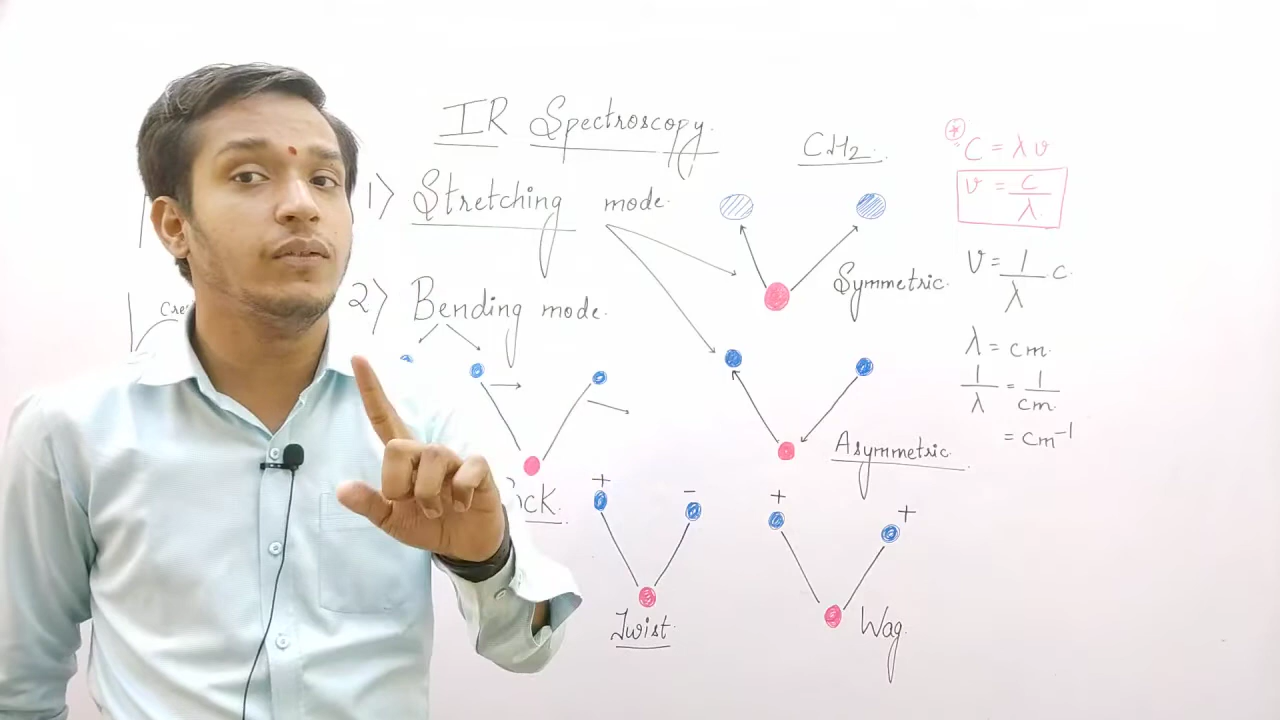 IR Spectroscopy.
1) Stretching mode.
2) Bending mode.
CH2.
Symmetric.
Asymmetric.
+ -
Twist.
+ +
Wag.
* C = λν
ν = C/λ.
ν = 1/λ C.
λ = cm.
1/λ = 1/cm.
= cm⁻¹